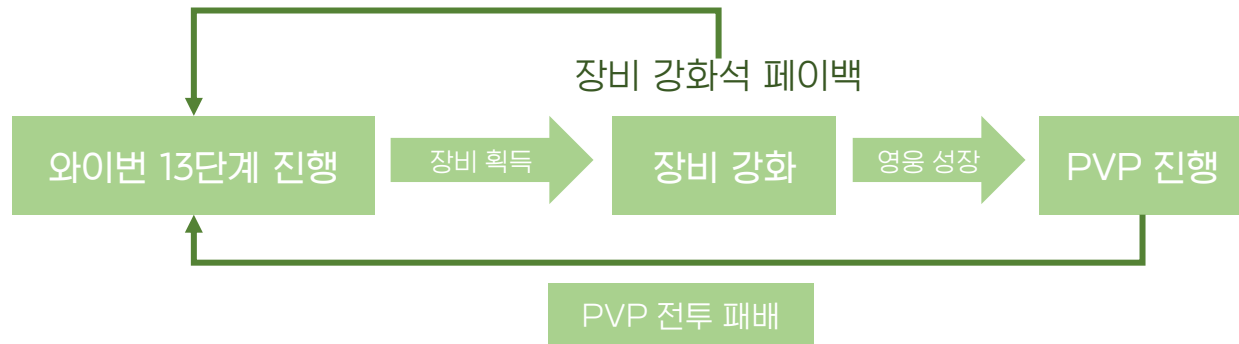 장비 강화석 페이백
와이번 13단계 진행
장비 획득
장비 강화
영웅 성장
PVP 진행
PVP 전투 패배